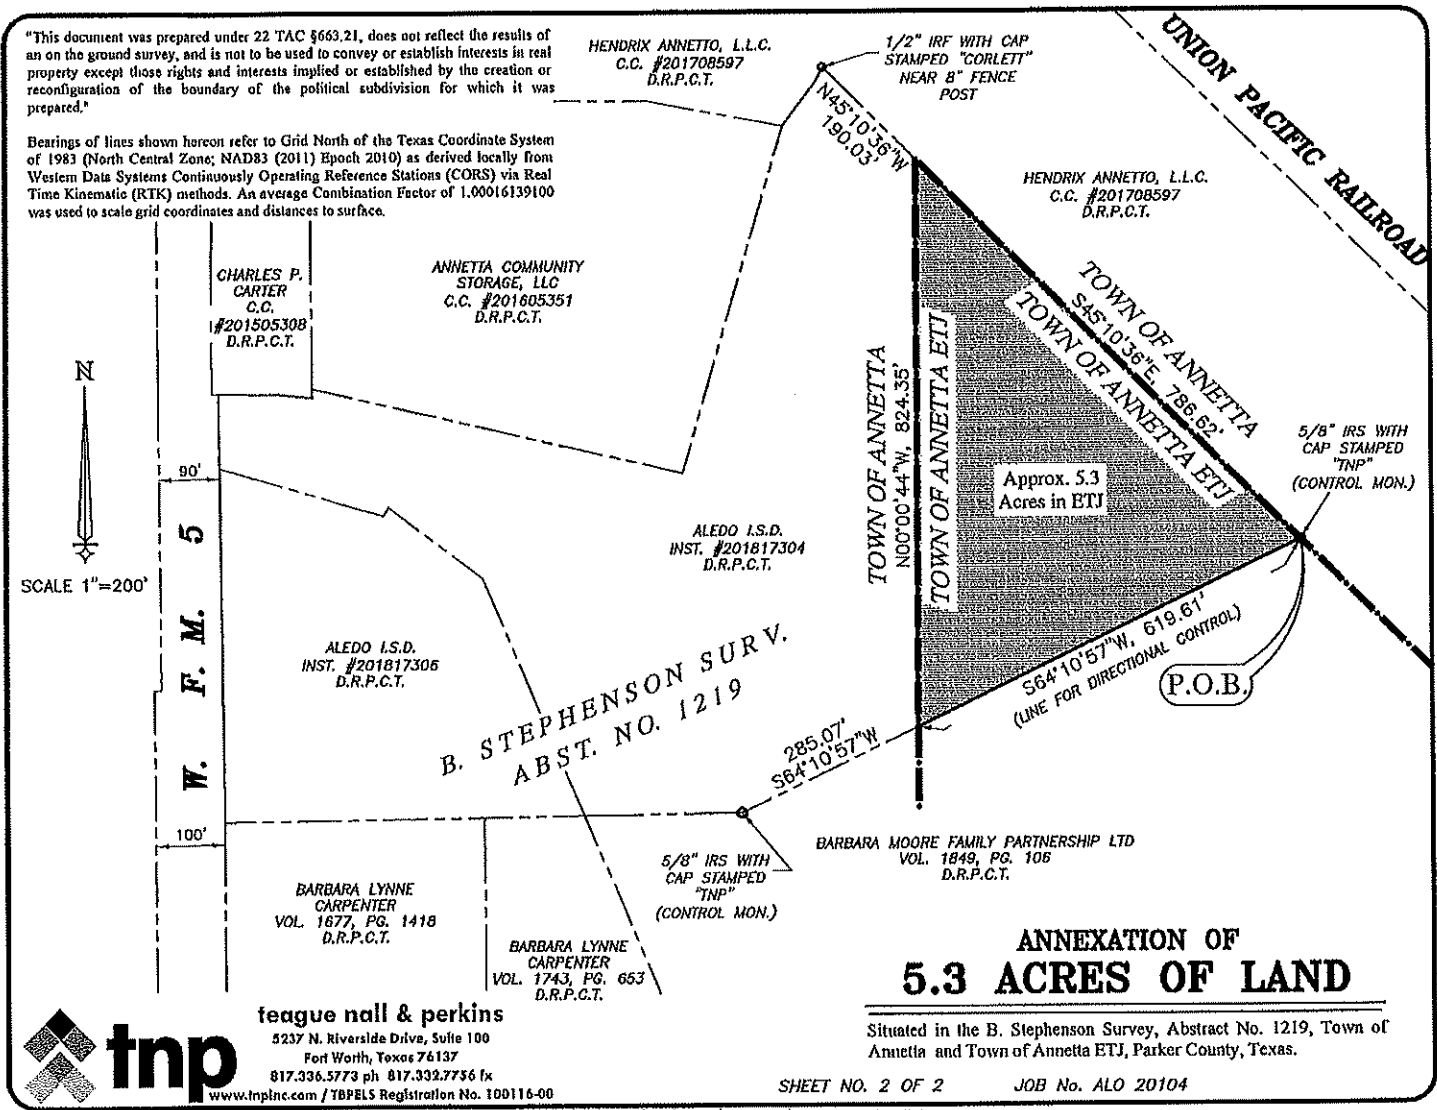 "This document was prepared under 22 TAC §663.21, does not reflect the results of
an on the ground survey, and is not to be used to convey or establish interests in real
property except those rights and interests implied or established by the creation or
reconfiguration of the boundary of the political subdivision for which it was
prepared."
Bearings of lines shown hereon refer to Grid North of the Texas Coordinate System
of 1983 (North Central Zone; NAD83 (2011) Epoch 2010) as derived locally from
Western Data Systems Continuously Operating Reference Stations (CORS) via Real
Time Kinematic (RTK) methods. An average Combination Factor of 1.00016139100
was used to scale grid coordinates and distances to surface.
HENDRIX ANNETTO, L.L.C.
C.C. #201708597
D.R.P.C.T.
1/2" IRF WITH CAP
STAMPED "CORLETT"
NEAR 8" FENCE
POST
UNION PACIFIC RAILROAD
N45°10'36"W
190.03'
HENDRIX ANNETTO, L.L.C.
C.C. #201708597
D.R.P.C.T.
CHARLES P.
CARTER
C.C.
#201505308
D.R.P.C.T.
ANNETTA COMMUNITY
STORAGE, LLC
C.C. #201605351
D.R.P.C.T.
TOWN OF ANNETTA
S45°10'36"E, 786.62'
TOWN OF ANNETTA ETJ
TOWN OF ANNETTA
N00°00'44"W, 824.35'
TOWN OF ANNETTA ETJ
N
SCALE 1"=200'
90'
W. F. M. 5
100'
Approx. 5.3
Acres in ETJ
5/8" IRS WITH
CAP STAMPED
"TNP"
(CONTROL MON.)
ALEDO I.S.D.
INST. #201817304
D.R.P.C.T.
ALEDO I.S.D.
INST. #201817306
D.R.P.C.T.
B. STEPHENSON SURV.
ABST. NO. 1219
S64°10'57"W, 619.61'
(LINE FOR DIRECTIONAL CONTROL)
P.O.B.
285.07'
S64°10'57"W
5/8" IRS WITH
CAP STAMPED
"TNP"
(CONTROL MON.)
BARBARA MOORE FAMILY PARTNERSHIP LTD
VOL. 1849, PG. 106
D.R.P.C.T.
BARBARA LYNNE
CARPENTER
VOL. 1677, PG. 1418
D.R.P.C.T.
BARBARA LYNNE
CARPENTER
VOL. 1743, PG. 653
D.R.P.C.T.
ANNEXATION OF
5.3 ACRES OF LAND
Situated in the B. Stephenson Survey, Abstract No. 1219, Town of
Annetta and Town of Annetta ETJ, Parker County, Texas.
tnp
teague nall & perkins
5237 N. Riverside Drive, Suite 100
Fort Worth, Texas 76137
817.336.5773 ph 817.332.7756 fx
www.tnpinc.com / TBPELS Registration No. 100116-00
SHEET NO. 2 OF 2 JOB No. ALO 20104